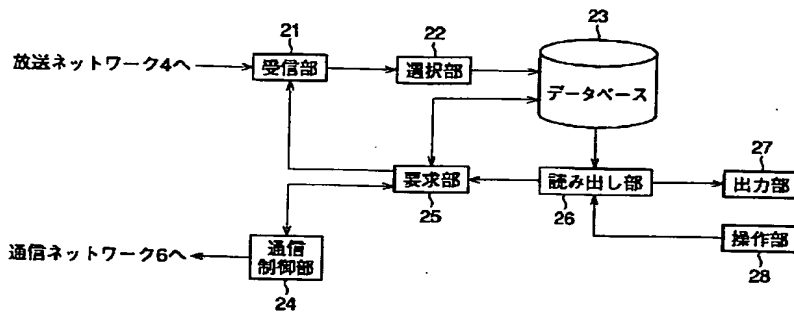 21
22
23
放送ネットワーク4へ
受信部
選択部
データベース
27
要求部
読み出し部
出力部
25
26
通信ネットワーク6へ
通信
制御部
操作部
24
28